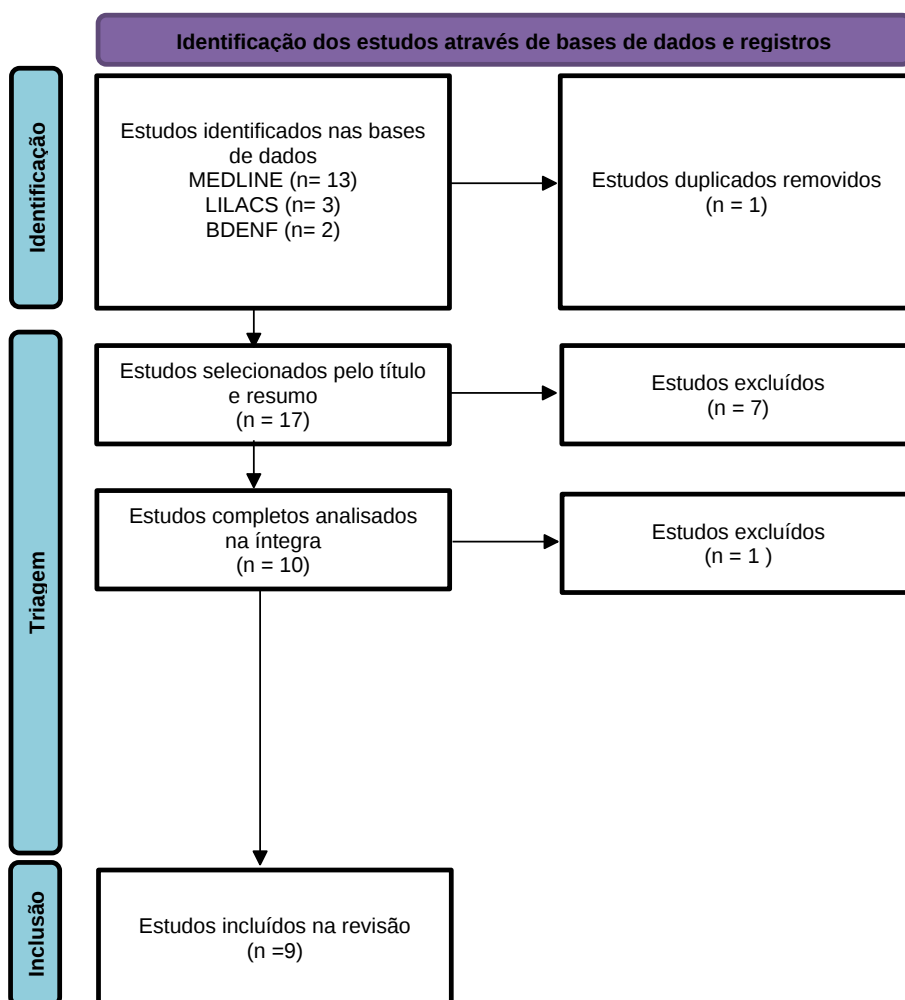 Identificação dos estudos através de bases de dados e registros
Identificação
Estudos identificados nas bases
de dados
MEDLINE (n= 13)
LILACS (n= 3)
BDENF (n= 2)
Estudos duplicados removidos
(n = 1)
Triagem
Estudos selecionados pelo título
e resumo
(n = 17)
Estudos excluídos
(n = 7)
Estudos completos analisados
na íntegra
(n = 10)
Estudos excluídos
(n = 1 )
Inclusão
Estudos incluídos na revisão
(n =9)